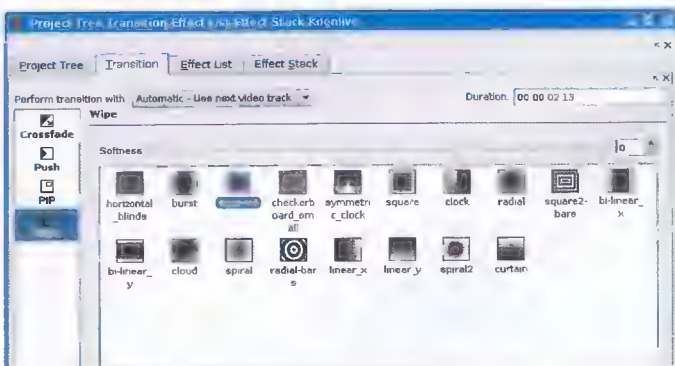 Project Tree Transition Effect List Effect Stack Kdenlive
Project Tree Transition Effect List Effect Stack
Perform transition with Automatic - Use next video track Duration: 00 00 02 13
Wipe
Crossfade
Push
PIP
Softness 0
horizontal burst checkerb symmetri square clock radial square2- bi-linear_
_blinds oard_sm c_clock bars x
all
bi-linear_ cloud spiral radial-bar linear_x linear_y spiral2 curtain
y s